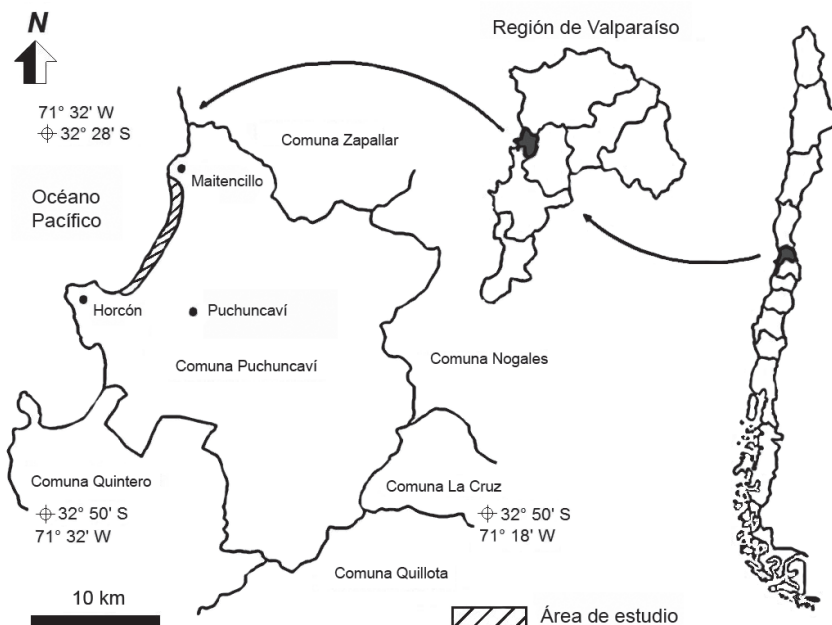 N
Región de Valparaíso
71° 32' W
32° 28' S
Comuna Zapallar
Maitencillo
Océano
Pacífico
Horcón
Puchuncaví
Comuna Puchuncaví
Comuna Nogales
Comuna Quintero
32° 50' S
71° 32' W
Comuna La Cruz
32° 50' S
71° 18' W
Comuna Quillota
10 km
Área de estudio